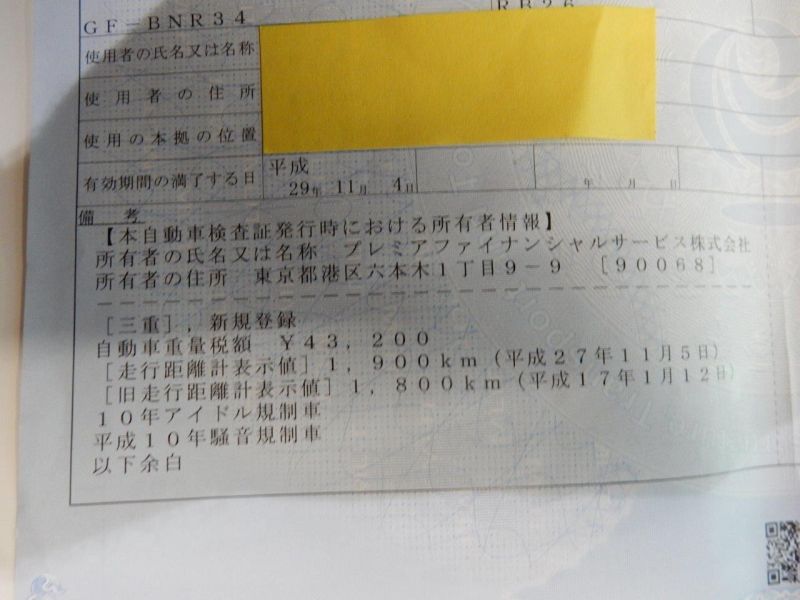 GF-BNR34
RB26
使用者の氏名又は名称
使用者の住所
使用の本拠の位置
有効期間の満了する日 平成 29年 11月 4日 年 月 日
備考
【本自動車検査証発行時における所有者情報】
所有者の氏名又は名称 プレミアファイナンシャルサービス株式会社
所有者の住所 東京都港区六本木1丁目9-9 [90068]
[三重],新規登録
自動車重量税額 ¥43,200
[走行距離計表示値]1,900km(平成27年11月5日)
[旧走行距離計表示値]1,800km(平成17年1月12日)
10年アイドル規制車
平成10年騒音規制車
以下余白